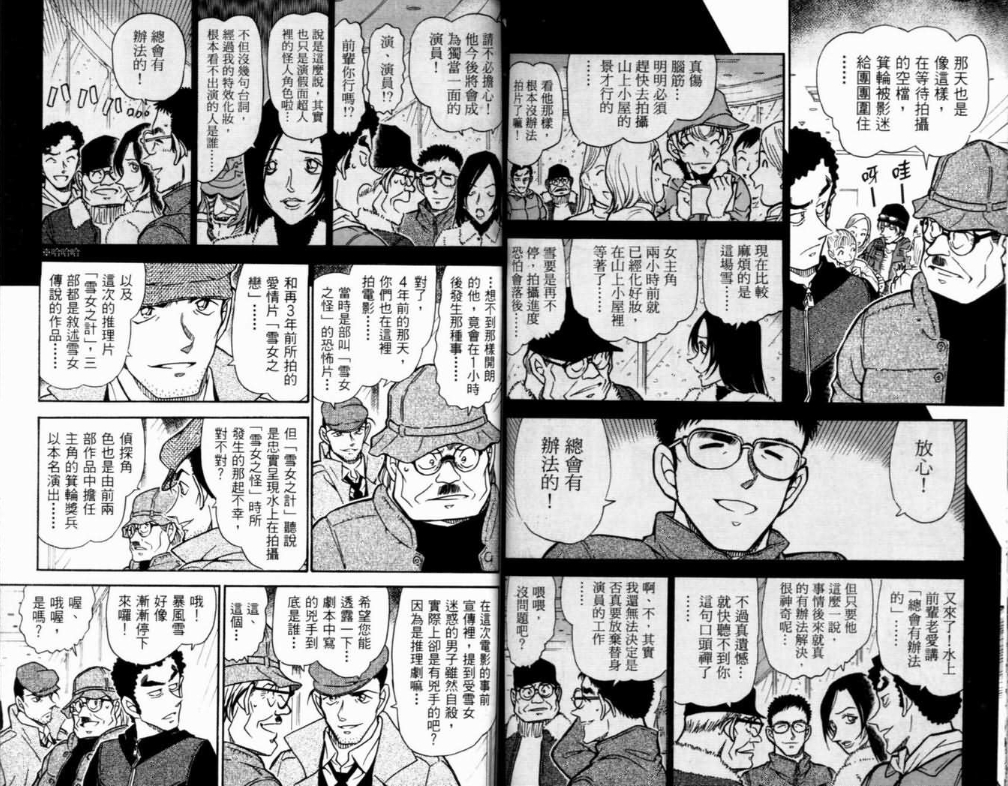 那天也是
像這樣，
在等待拍攝
的空檔，
箕輪被影迷
給團團圍住
哇
呀
真傷
腦筋…
明明必須
趕快去拍攝
山上小屋的
景才行的
看他那樣，
根本沒辦法
拍片了嘛！
現在比較
麻煩的是
這場雪……
女主角
兩小時前就
已經化好妝，
在山上小屋裡
等著了……
雪要是再不
停，拍攝進度
恐怕會落後……
放心！
總會有
辦法的！
又來了！水上
前輩老愛講
「總會有辦法
的」……
但只要他
這麼一說，
事情後來就真
的有辦法解決，
很神奇呢…
不過真遺憾…
就快聽不到你
這句口頭禪了
啊、不，其實
我還無法決定是
否真要放棄替身
演員的工作
喂喂，
沒問題吧？
請不必擔心！
他今後將會成
為獨當一面的
演員！
演、演員！？
前輩你行嗎！？
說是這麼說，其實
也只是演假面超人
裡的怪人角色啦…
不但沒幾句台詞，
經過我的特效化妝，
根本看不出演的人是誰……
總會有
辦法的！
※哈哈哈
…想不到那樣開朗
的他，竟會在1小時
後發生那種事…
對了，
4年前的那天，
你們也在這裡
拍電影…
當時是部叫「雪女
之怪」的恐怖片…
和再3年前所拍的
愛情片「雪女之
戀」……
以及
這次的推理片
「雪女之計」，三
部都是敘述雪女
傳說的作品……
但「雪女之計」聽說
是忠實呈現水上在拍攝
「雪女之怪」時所
發生的那起不幸，
對不對？
偵探角
色也是由前兩
部作品中擔任
主角的箕輪獎兵
以本名演出……
在這次電影的事前
宣傳裡，提到受雪女
迷惑的男子雖然自殺，
實際上卻是有兇手的吧？
因為是推理劇嘛…
希望您能
透露一下…
劇本中寫
的兇手到
底是誰…
這、
這個…
哦！
暴風雪
好像
漸漸停下
來囉！
喔，
哦喔，
是嗎？